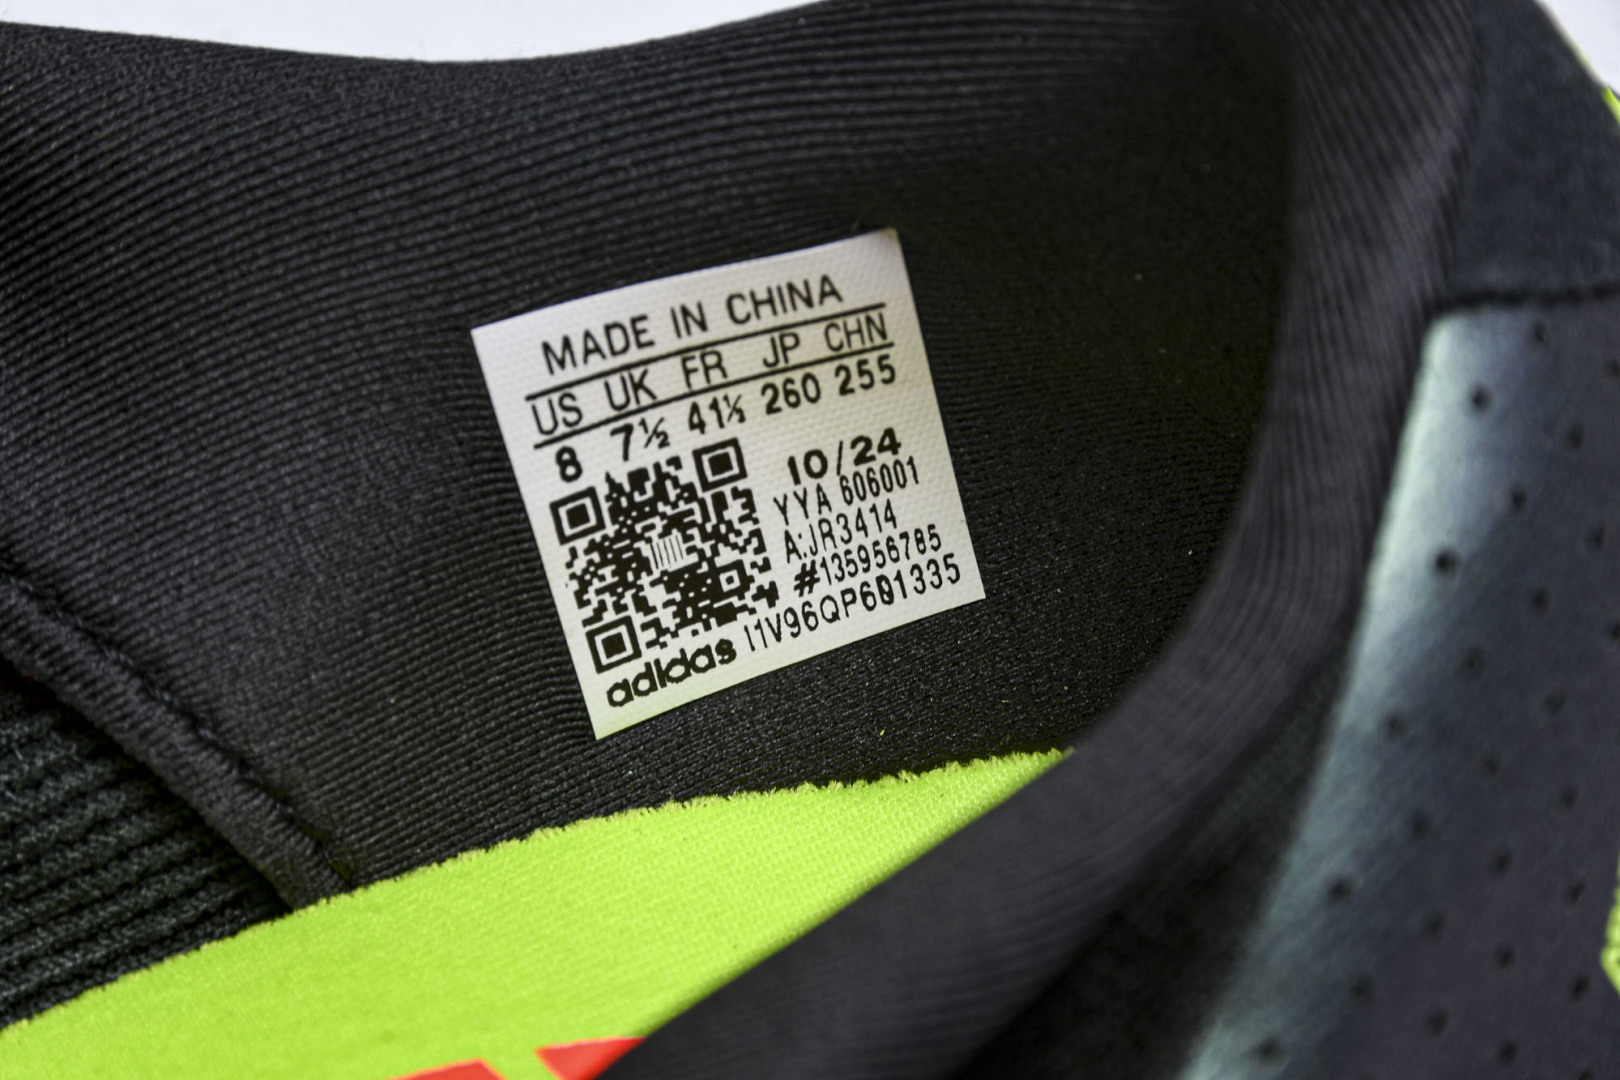 MADE IN CHINA
US UK FR JP CHN
8 7½ 41⅓ 260 255
10/24
YYA 606001
A:JR3414
#135956785
adidas I1V96QP601335